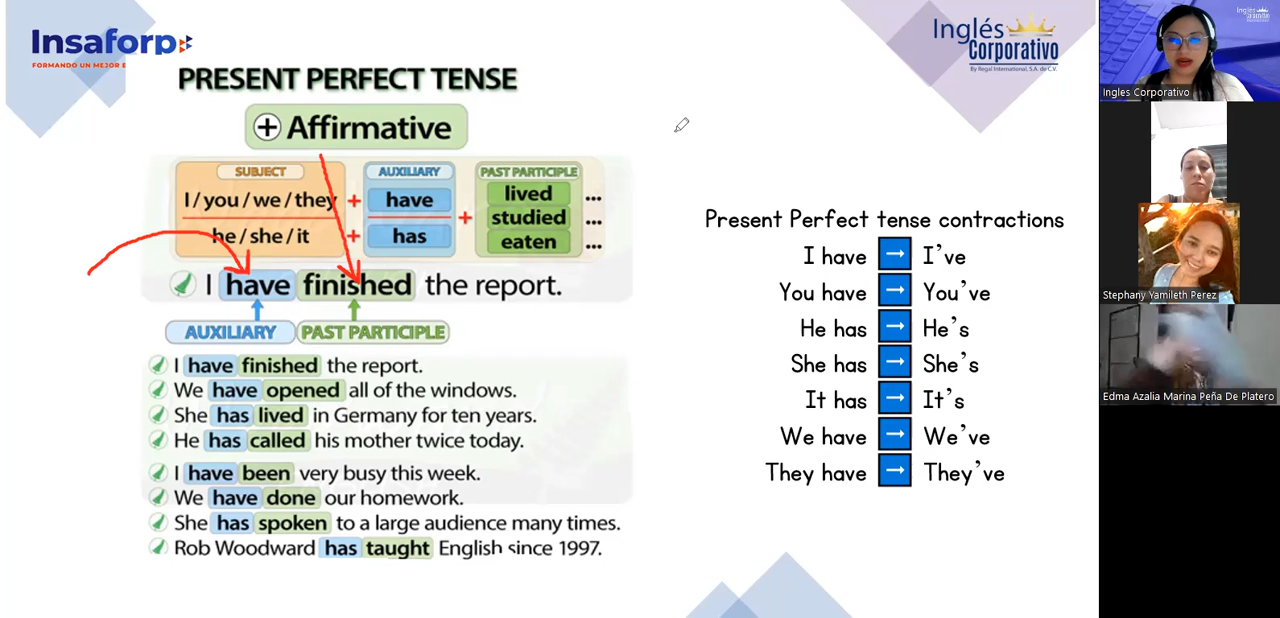 Insaforp
FORMANDO UN MEJOR E
Inglés
Corporativo
By Regal International, S.A. de C.V.
PRESENT PERFECT TENSE
+ Affirmative
SUBJECT AUXILIARY PAST PARTICIPLE
I / you / we / they + have lived ...
+ studied ...
he / she / it + has eaten ...
I have finished the report.
AUXILIARY PAST PARTICIPLE
I have finished the report.
We have opened all of the windows.
She has lived in Germany for ten years.
He has called his mother twice today.
I have been very busy this week.
We have done our homework.
She has spoken to a large audience many times.
Rob Woodward has taught English since 1997.
Present Perfect tense contractions
I have → I've
You have → You've
He has → He's
She has → She's
It has → It's
We have → We've
They have → They've
Ingles Corporativo
Stephany Yamileth Perez
Edma Azalia Marina Peña De Platero